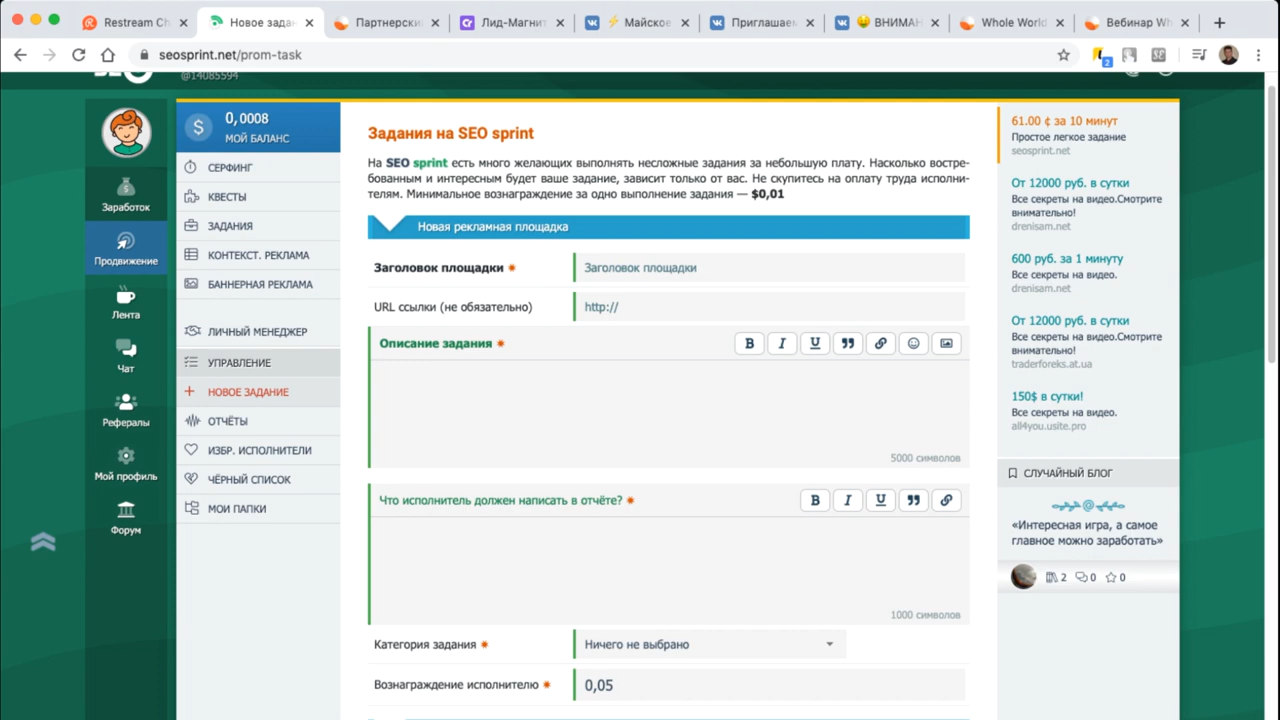 Restream Ch
Новое задан
Партнерски
Лид-Магнит
⚡ Майское
Приглашаем
🤑 ВНИМАН
Whole World
Вебинар Wh
seosprint.net/prom-task
2
@14085594
0,0008
МОЙ БАЛАНС
СЕРФИНГ
КВЕСТЫ
ЗАДАНИЯ
КОНТЕКСТ. РЕКЛАМА
БАННЕРНАЯ РЕКЛАМА
ЛИЧНЫЙ МЕНЕДЖЕР
УПРАВЛЕНИЕ
НОВОЕ ЗАДАНИЕ
ОТЧЁТЫ
ИЗБР. ИСПОЛНИТЕЛИ
ЧЁРНЫЙ СПИСОК
МОИ ПАПКИ
Заработок
Продвижение
Лента
Чат
Рефералы
Мой профиль
Форум
Задания на SEO sprint
На SEO sprint есть много желающих выполнять несложные задания за небольшую плату. Насколько востре-
бованным и интересным будет ваше задание, зависит только от вас. Не скупитесь на оплату труда исполни-
телям. Минимальное вознаграждение за одно выполнение задания — $0,01
Новая рекламная площадка
Заголовок площадки
Заголовок площадки
URL ссылки (не обязательно)
http://
Описание задания
B I U
5000 символов
Что исполнитель должен написать в отчёте?
B I U
1000 символов
Категория задания
Ничего не выбрано
Вознаграждение исполнителю
0,05
61.00 ¢ за 10 минут
Простое легкое задание
seosprint.net
От 12000 руб. в сутки
Все секреты на видео.Смотрите
внимательно!
drenisam.net
600 руб. за 1 минуту
Все секреты на видео.
drenisam.net
От 12000 руб. в сутки
Все секреты на видео.Смотрите
внимательно!
traderforeks.at.ua
150$ в сутки!
Все секреты на видео.
all4you.usite.pro
СЛУЧАЙНЫЙ БЛОГ
«Интересная игра, а самое
главное можно заработать»
2 0 0